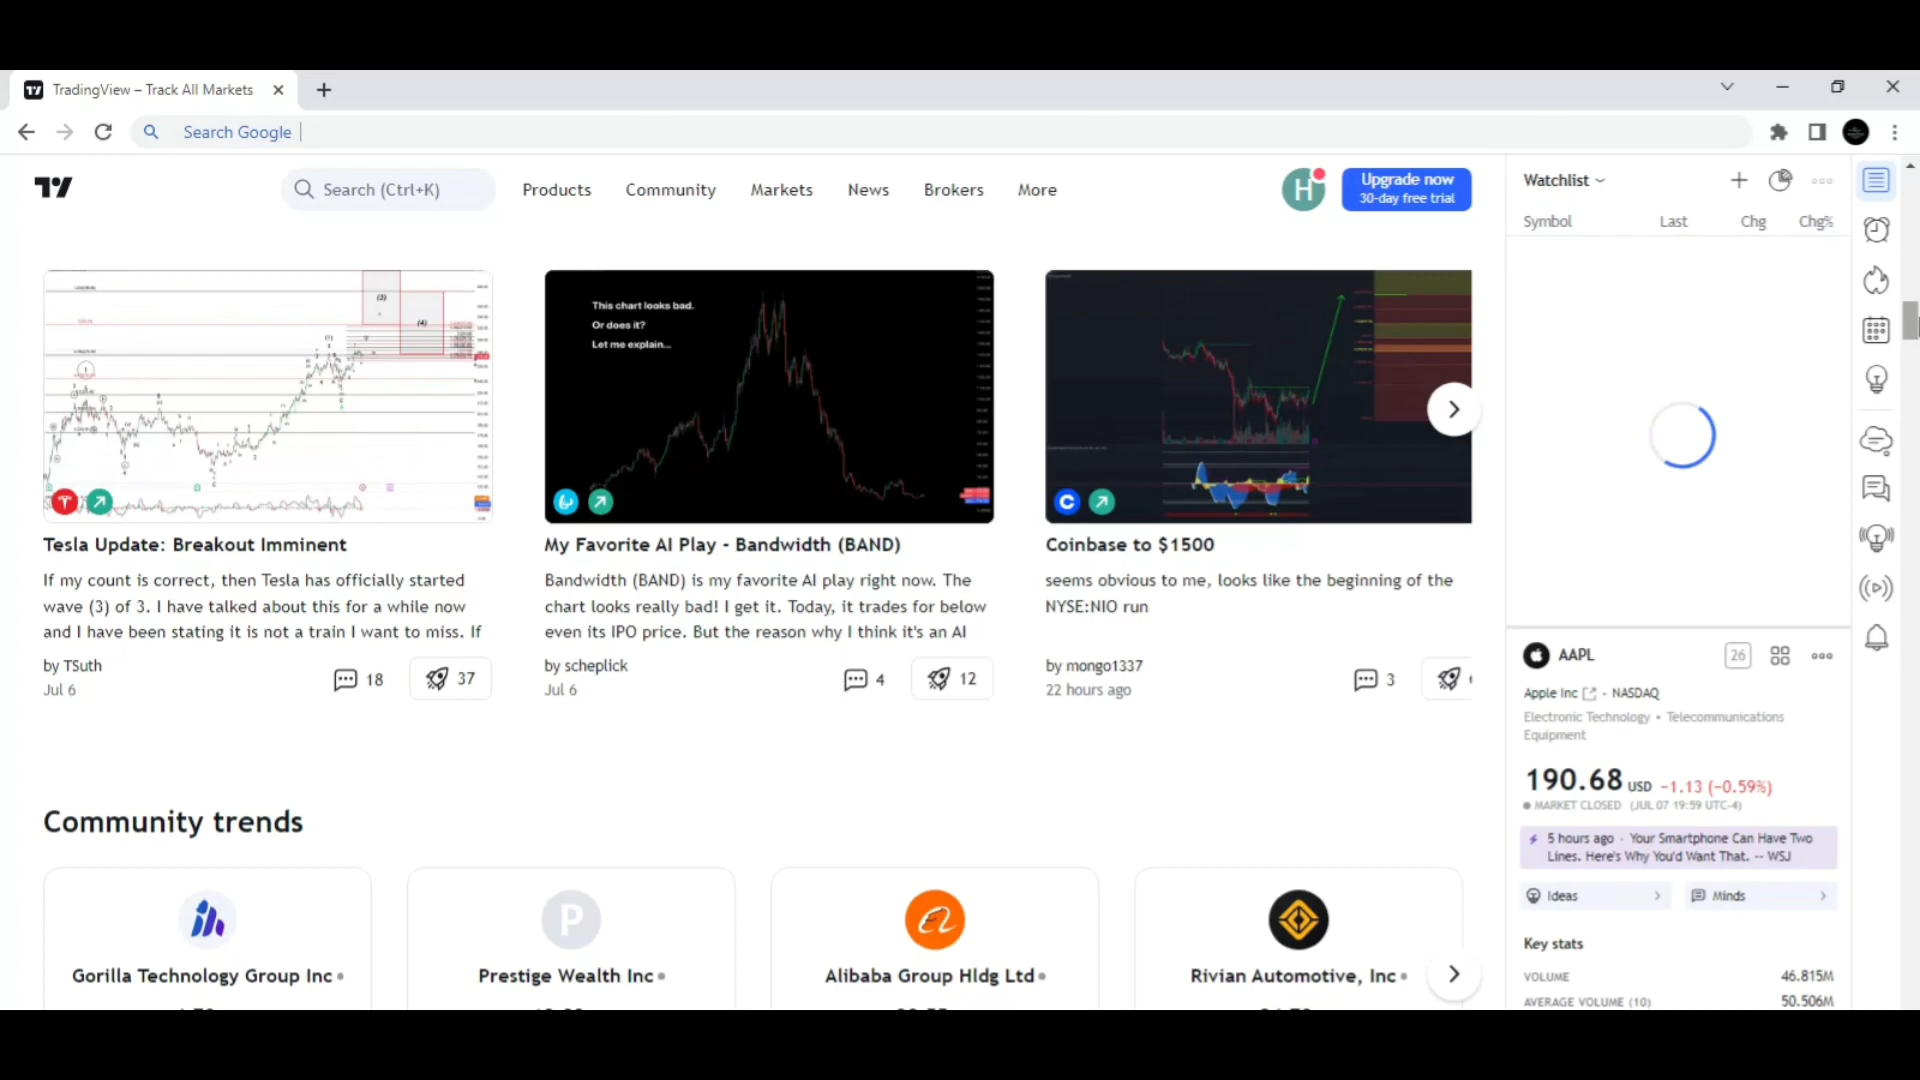 TradingView – Track All Markets
Search Google
Search (Ctrl+K)
Products
Community
Markets
News
Brokers
More
H
Upgrade now
30-day free trial
Watchlist
Symbol Last Chg Chg%
This chart looks bad.
Or does it?
Let me explain...
(3)
(4)
(1)
Tesla Update: Breakout Imminent
If my count is correct, then Tesla has officially started
wave (3) of 3. I have talked about this for a while now
and I have been stating it is not a train I want to miss. If
by TSuth
Jul 6
18
37
My Favorite AI Play - Bandwidth (BAND)
Bandwidth (BAND) is my favorite AI play right now. The
chart looks really bad! I get it. Today, it trades for below
even its IPO price. But the reason why I think it's an AI
by scheplick
Jul 6
4
12
Coinbase to $1500
seems obvious to me, looks like the beginning of the
NYSE:NIO run
by mongo1337
22 hours ago
3
Community trends
Gorilla Technology Group Inc
P
Prestige Wealth Inc
Alibaba Group Hldg Ltd
Rivian Automotive, Inc
AAPL
26
Apple Inc - NASDAQ
Electronic Technology • Telecommunications
Equipment
190.68 USD −1.13 (−0.59%)
MARKET CLOSED (JUL 07 19:59 UTC-4)
5 hours ago · Your Smartphone Can Have Two
Lines. Here's Why You'd Want That. -- WSJ
Ideas
Minds
Key stats
VOLUME 46.815M
AVERAGE VOLUME (10) 50.506M